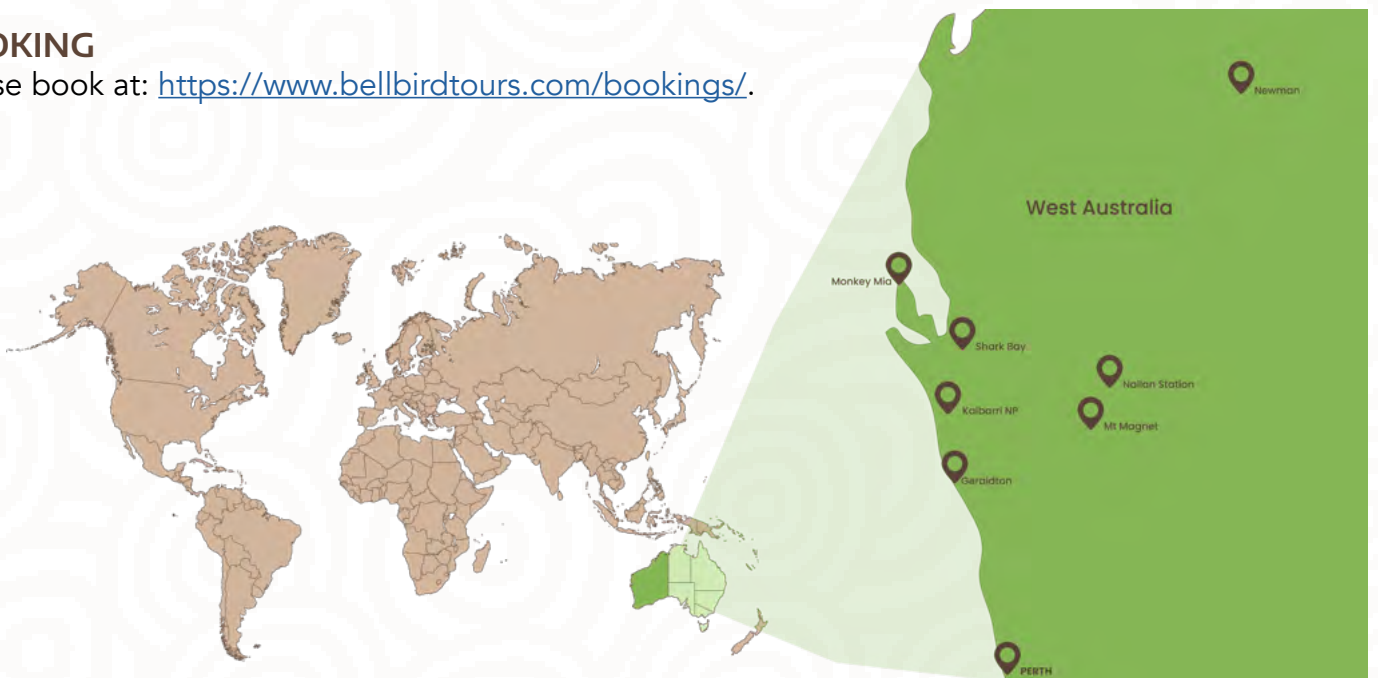 OKING
se book at: https://www.bellbirdtours.com/bookings/.
Newman
West Australia
Monkey Mia
Shark Bay
Nallan Station
Kalbarri NP
Mt Magnet
Geraldton
PERTH